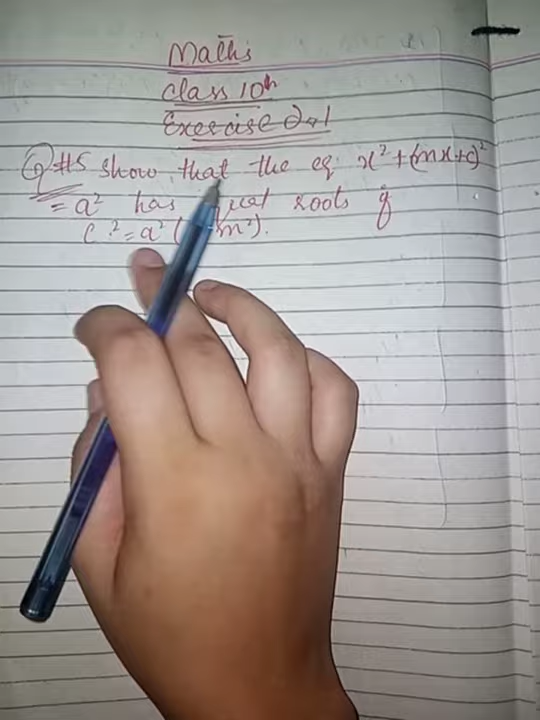 Maths
Class 10th
Exercise 2.1
Q #5 show that the eq. x² + (mx+c)²
= a² has roots if
c² = a² ( m²).